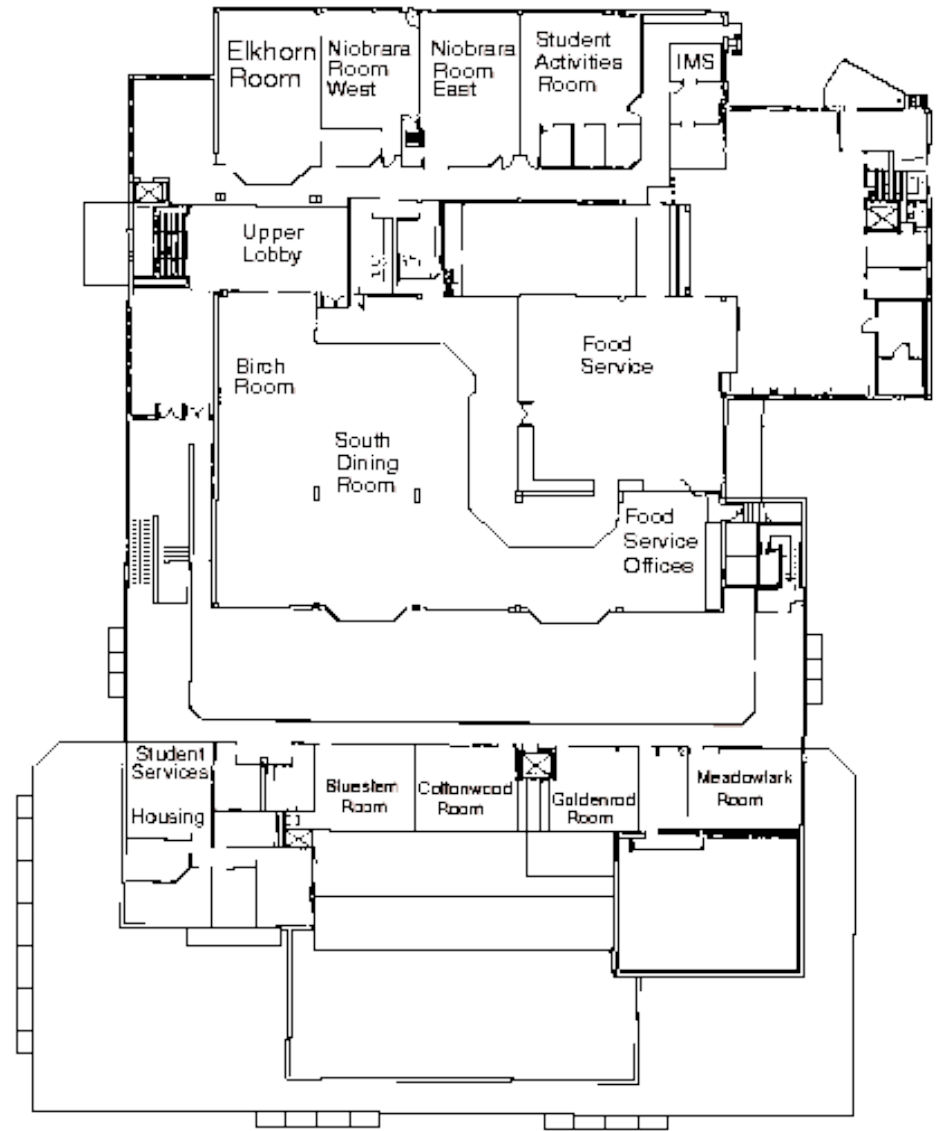 Elkhorn
Room
Niobrara
Room
West
Niobrara
Room
East
Student
Activities
Room
IMS
Upper
Lobby
Birch
Room
Food
Service
South
Dining
Room
Food
Service
Offices
Student
Services
Housing
Bluestem
Room
Cottonwood
Room
Goldenrod
Room
Meadowlark
Room